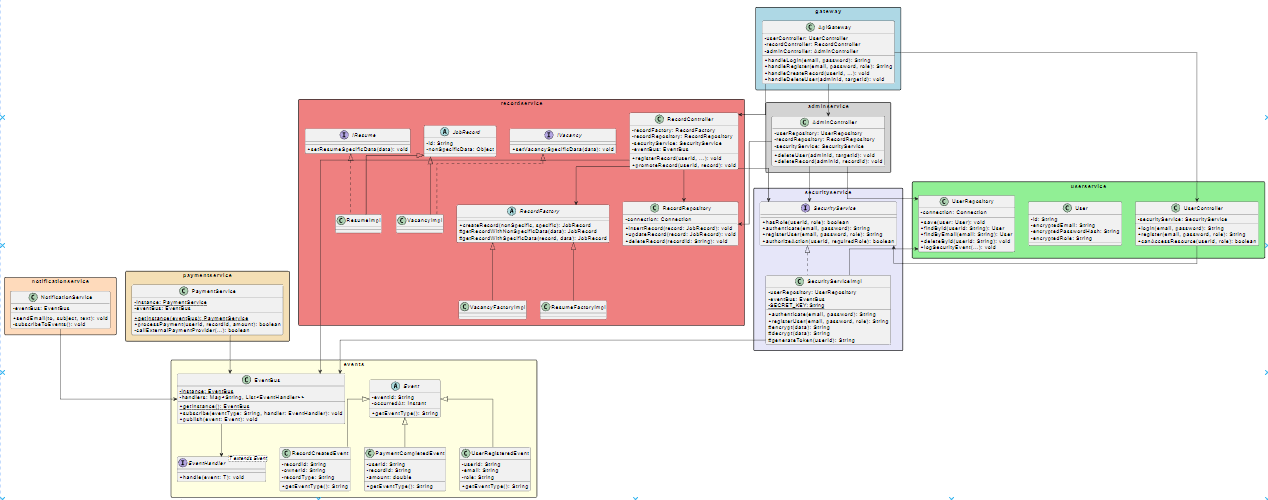 gateway
C ApiGateway
-userController: UserController
-recordController: RecordController
-adminController: AdminController
+handleLogin(email, password): String
+handleRegister(email, password, role): String
+handleCreateRecord(userId, ...): void
+handleDeleteUser(adminId, targetId): void
recordservice
I IResume
+setResumeSpecificData(data): void
A JobRecord
-id: String
-nonSpecificData: Object
I IVacancy
+setVacancySpecificData(data): void
C RecordController
-recordFactory: RecordFactory
-recordRepository: RecordRepository
-securityService: SecurityService
-eventBus: EventBus
+registerRecord(userId, ...): void
+promoteRecord(userId, record): void
C ResumeImpl
C VacancyImpl
A RecordFactory
+createRecord(nonSpecific, specific): JobRecord
#getRecordWithNonSpecificData(data): JobRecord
#getRecordWithSpecificData(record, data): JobRecord
C RecordRepository
-connection: Connection
+insertRecord(record: JobRecord): void
+updateRecord(record: JobRecord): void
+deleteRecord(recordId: String): void
C VacancyFactoryImpl
C ResumeFactoryImpl
adminservice
C AdminController
-userRepository: UserRepository
-recordRepository: RecordRepository
-securityService: SecurityService
+deleteUser(adminId, targetId): void
+deleteRecord(adminId, recordId): void
securityservice
I SecurityService
+hasRole(userId, role): boolean
+authenticate(email, password): String
+registerUser(email, password, role): String
+authorizeAction(userId, requiredRole): boolean
C SecurityServiceImpl
-userRepository: UserRepository
-eventBus: EventBus
-SECRET_KEY: String
+authenticate(email, password): String
+registerUser(email, password, role): String
#encrypt(data): String
#decrypt(data): String
#generateToken(userId): String
userservice
C UserRepository
-connection: Connection
+save(user: User): void
+findById(userId: String): User
+findByEmail(email: String): User
+deleteById(userId: String): void
+logSecurityEvent(...): void
C User
-id: String
-encryptedEmail: String
-encryptedPasswordHash: String
-encryptedRole: String
C UserController
-securityService: SecurityService
+login(email, password): String
+register(email, password, role): String
+canAccessResource(userId, adId): boolean
notificationservice
C NotificationService
-eventBus: EventBus
+sendEmail(to, subject, text): void
-subscribeToEvents(): void
paymentservice
C PaymentService
-instance: PaymentService
-eventBus: EventBus
+getInstance(eventBus): PaymentService
+processPayment(userId, recordId, amount): boolean
-callExternalPaymentProvider(...): boolean
events
C EventBus
-instance: EventBus
-handlers: Map<String, List<EventHandler>>
+getInstance(): EventBus
+subscribe(eventType: String, handler: EventHandler): void
+publish(event: Event): void
A Event
-eventId: String
-occurredAt: Instant
+getEventType(): String
I EventHandler
T extends Event
+handle(event: T): void
C RecordCreatedEvent
-recordId: String
-ownerId: String
-recordType: String
+getEventType(): String
C PaymentCompletedEvent
-userId: String
-recordId: String
-amount: double
+getEventType(): String
C UserRegisteredEvent
-userId: String
-email: String
-role: String
+getEventType(): String